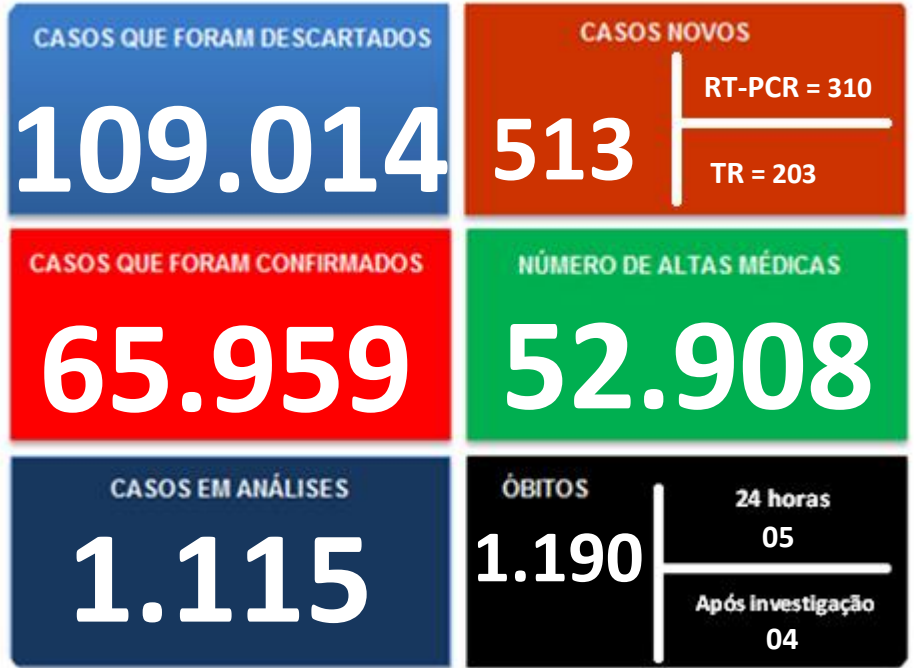 CASOS QUE FORAM DESCARTADOS
109.014
CASOS NOVOS
513
RT-PCR = 310
TR = 203
CASOS QUE FORAM CONFIRMADOS
65.959
NÚMERO DE ALTAS MÉDICAS
52.908
CASOS EM ANÁLISES
1.115
ÓBITOS
1.190
24 horas
05
Após investigação
04